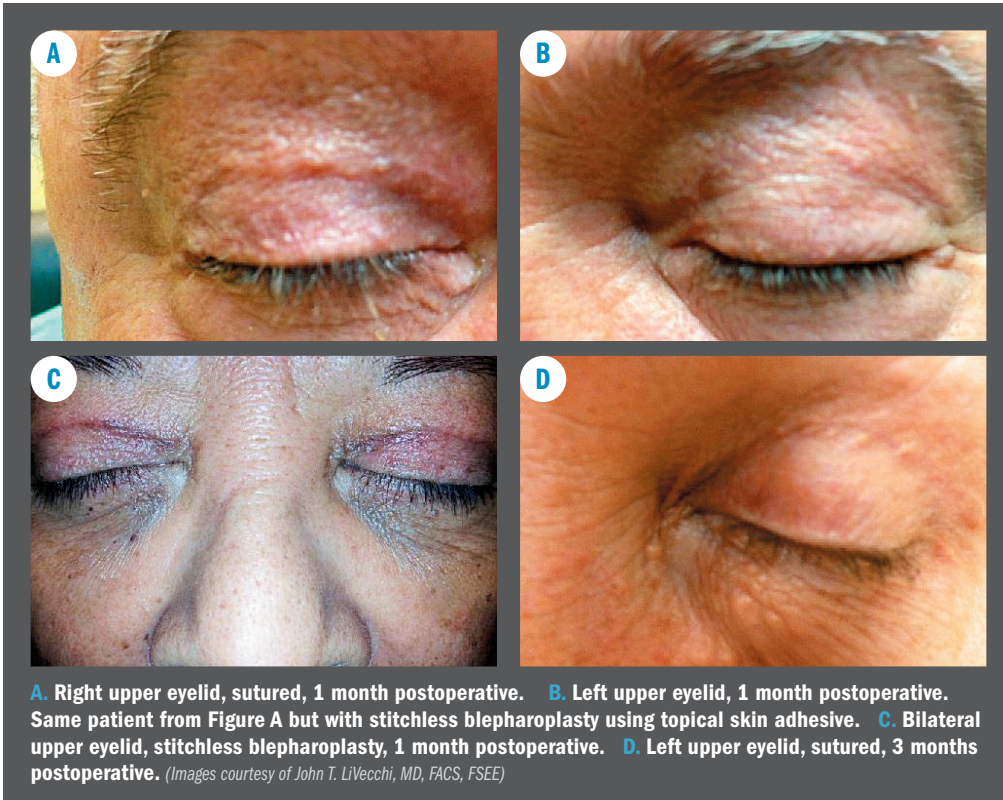 A
B
C
D
A. Right upper eyelid, sutured, 1 month postoperative. B. Left upper eyelid, 1 month postoperative.
Same patient from Figure A but with stitchless blepharoplasty using topical skin adhesive. C. Bilateral
upper eyelid, stitchless blepharoplasty, 1 month postoperative. D. Left upper eyelid, sutured, 3 months
postoperative. (Images courtesy of John T. LiVecchi, MD, FACS, FSEE)